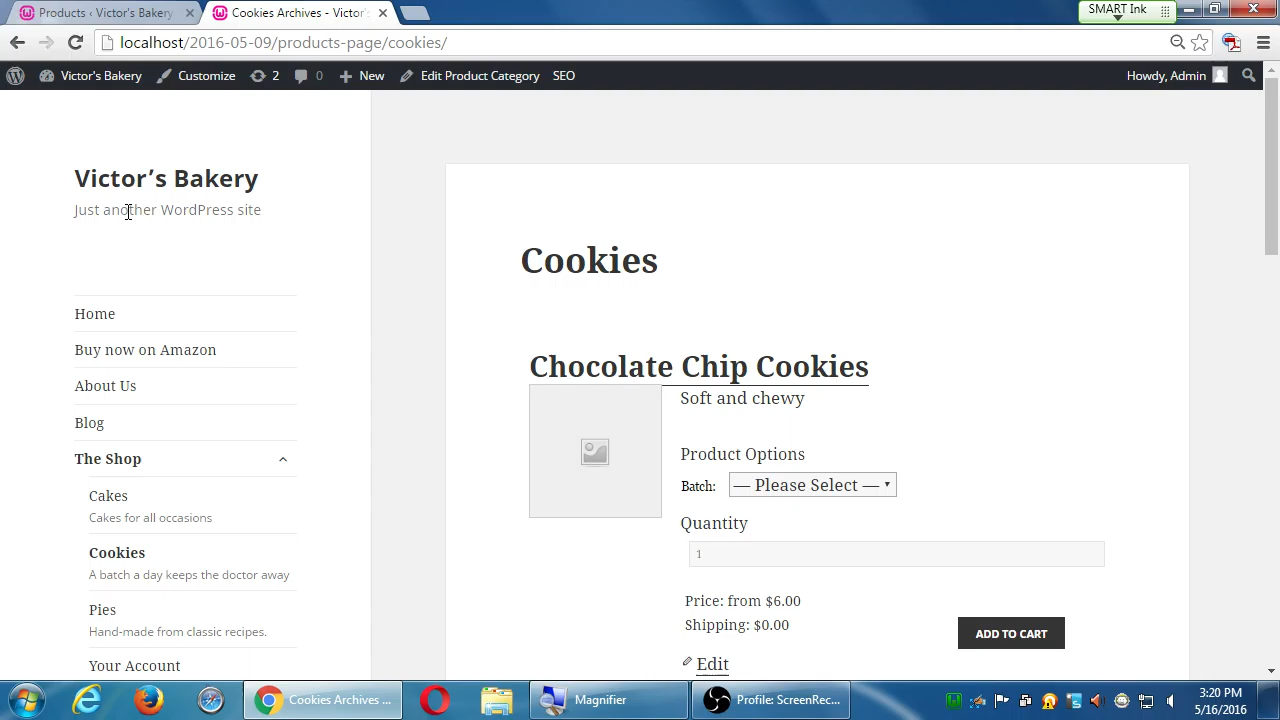 Products ‹ Victor's Bakery
Cookies Archives - Victor's
SMART Ink
localhost/2016-05-09/products-page/cookies/
Victor's Bakery
Customize
2
0
New
Edit Product Category
SEO
Howdy, Admin
Victor's Bakery
Just another WordPress site
Home
Buy now on Amazon
About Us
Blog
The Shop
Cakes
Cakes for all occasions
Cookies
A batch a day keeps the doctor away
Pies
Hand-made from classic recipes.
Your Account
Cookies
Chocolate Chip Cookies
Soft and chewy
Product Options
Batch:
— Please Select —
Quantity
1
Price: from $6.00
Shipping: $0.00
ADD TO CART
Edit
Cookies Archives ...
Magnifier
Profile: ScreenRec...
3:20 PM
5/16/2016